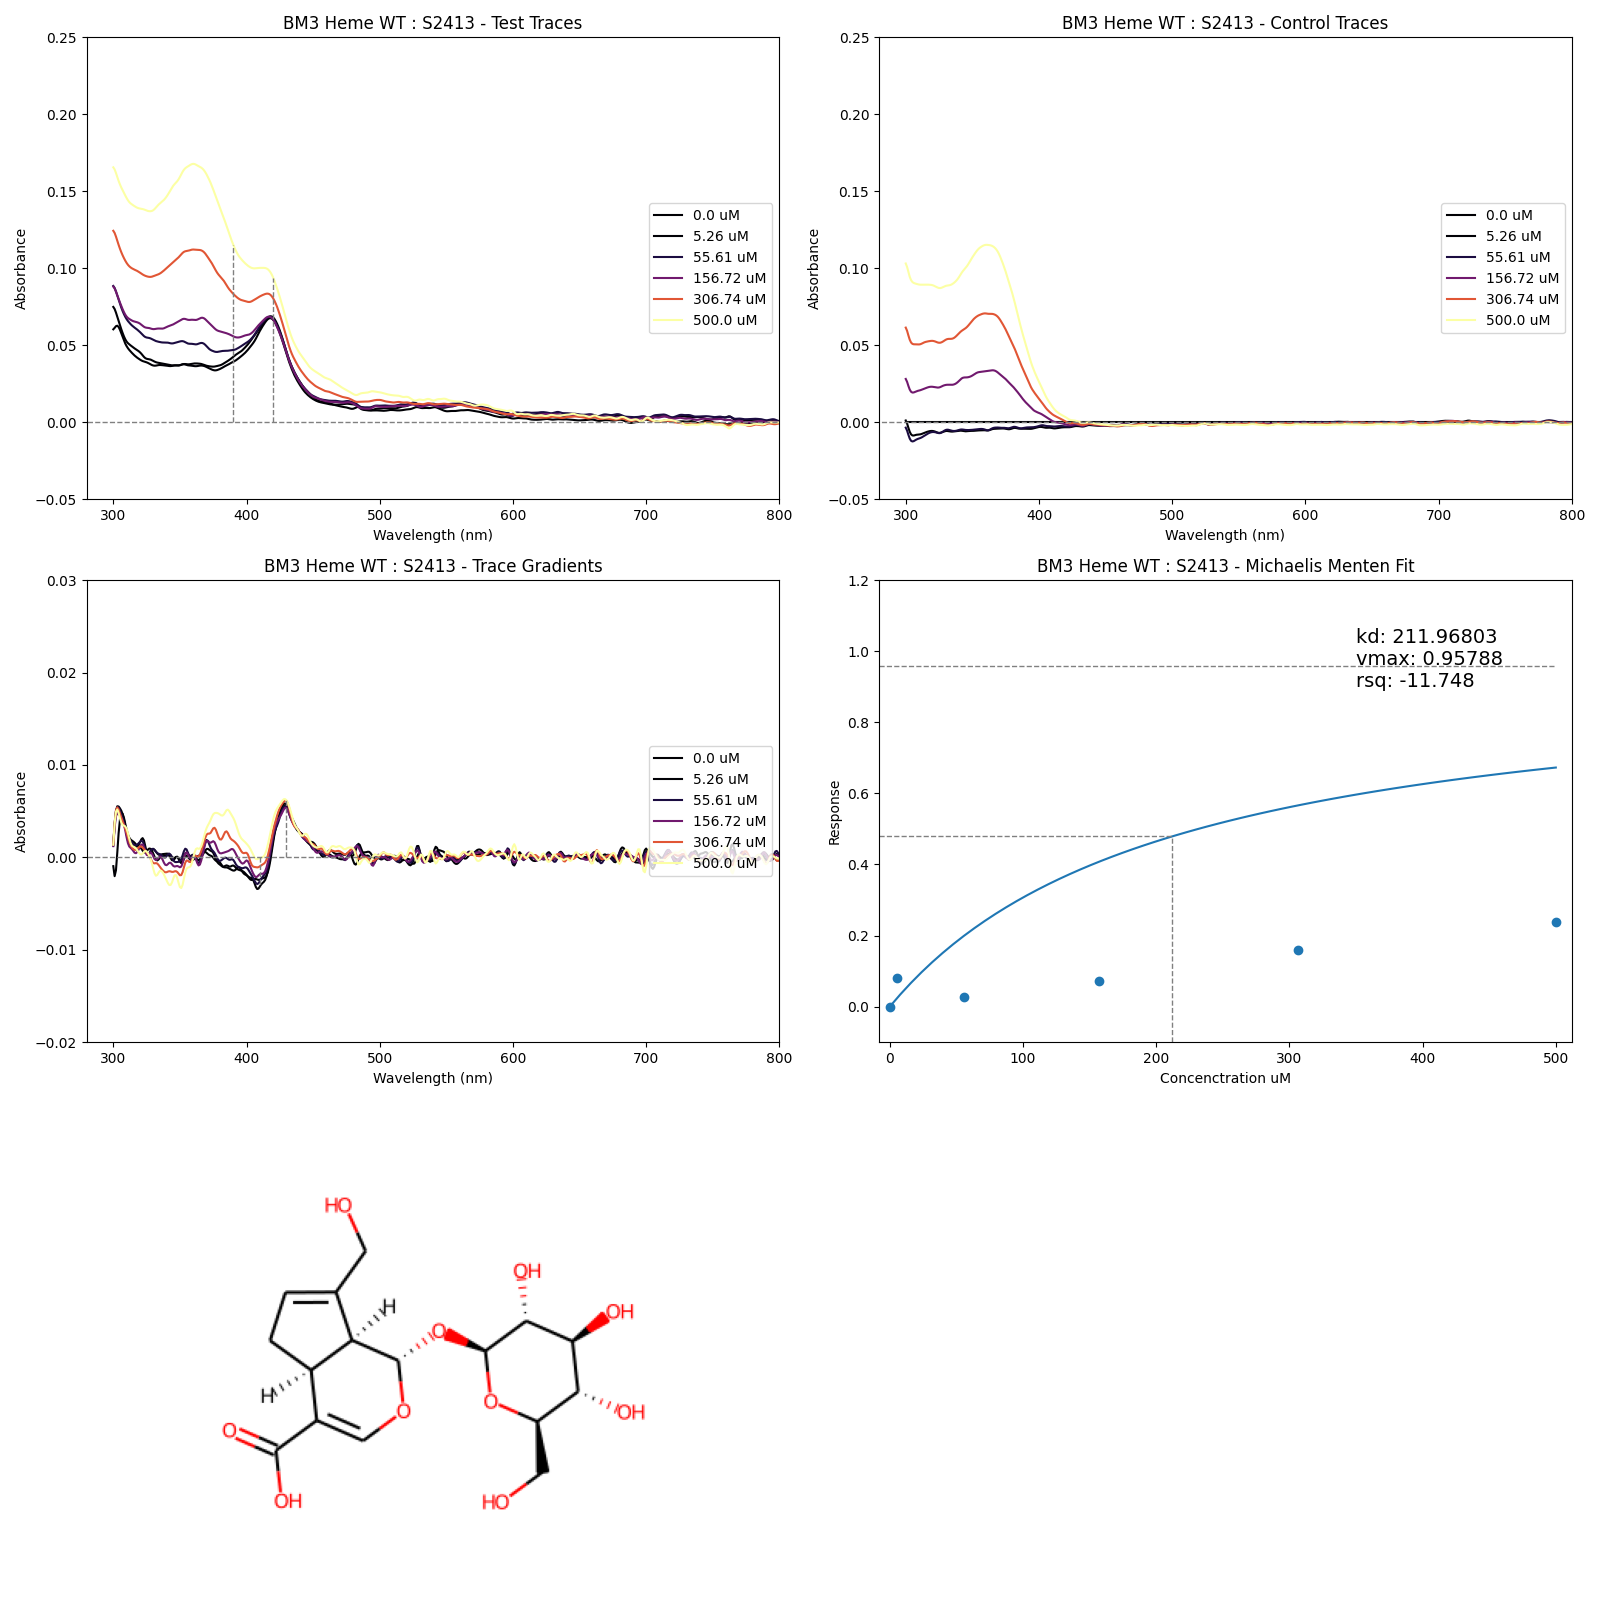 BM3 Heme WT : S2413 - Test Traces
0.25
0.20
0.15
0.10
0.05
0.00
−0.05
Absorbance
300
400
500
600
700
800
Wavelength (nm)
0.0 uM
5.26 uM
55.61 uM
156.72 uM
306.74 uM
500.0 uM
BM3 Heme WT : S2413 - Control Traces
0.25
0.20
0.15
0.10
0.05
0.00
−0.05
Absorbance
300
400
500
600
700
800
Wavelength (nm)
0.0 uM
5.26 uM
55.61 uM
156.72 uM
306.74 uM
500.0 uM
BM3 Heme WT : S2413 - Trace Gradients
0.03
0.02
0.01
0.00
−0.01
−0.02
Absorbance
300
400
500
600
700
800
Wavelength (nm)
0.0 uM
5.26 uM
55.61 uM
156.72 uM
306.74 uM
500.0 uM
BM3 Heme WT : S2413 - Michaelis Menten Fit
1.2
1.0
0.8
0.6
0.4
0.2
0.0
Response
0
100
200
300
400
500
Concenctration uM
kd: 211.96803
vmax: 0.95788
rsq: -11.748
HO
OH
H
O
OH
H
O
O
OH
O
OH
HO